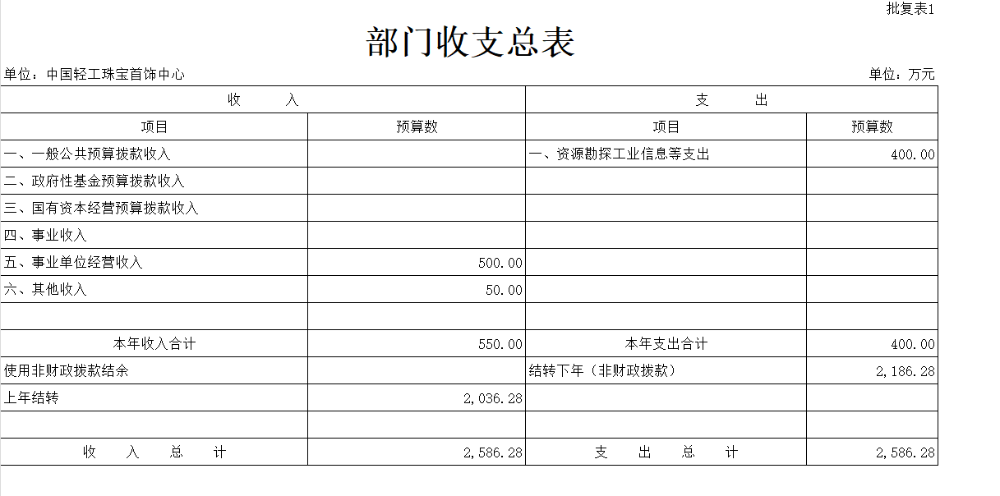 批复表1
部门收支总表
单位：中国轻工珠宝首饰中心 单位：万元
收 入 支 出
项目 预算数 项目 预算数
一、一般公共预算拨款收入 一、资源勘探工业信息等支出 400.00
二、政府性基金预算拨款收入
三、国有资本经营预算拨款收入
四、事业收入
五、事业单位经营收入 500.00
六、其他收入 50.00
本年收入合计 550.00 本年支出合计 400.00
使用非财政拨款结余 结转下年（非财政拨款） 2,186.28
上年结转 2,036.28
收 入 总 计 2,586.28 支 出 总 计 2,586.28